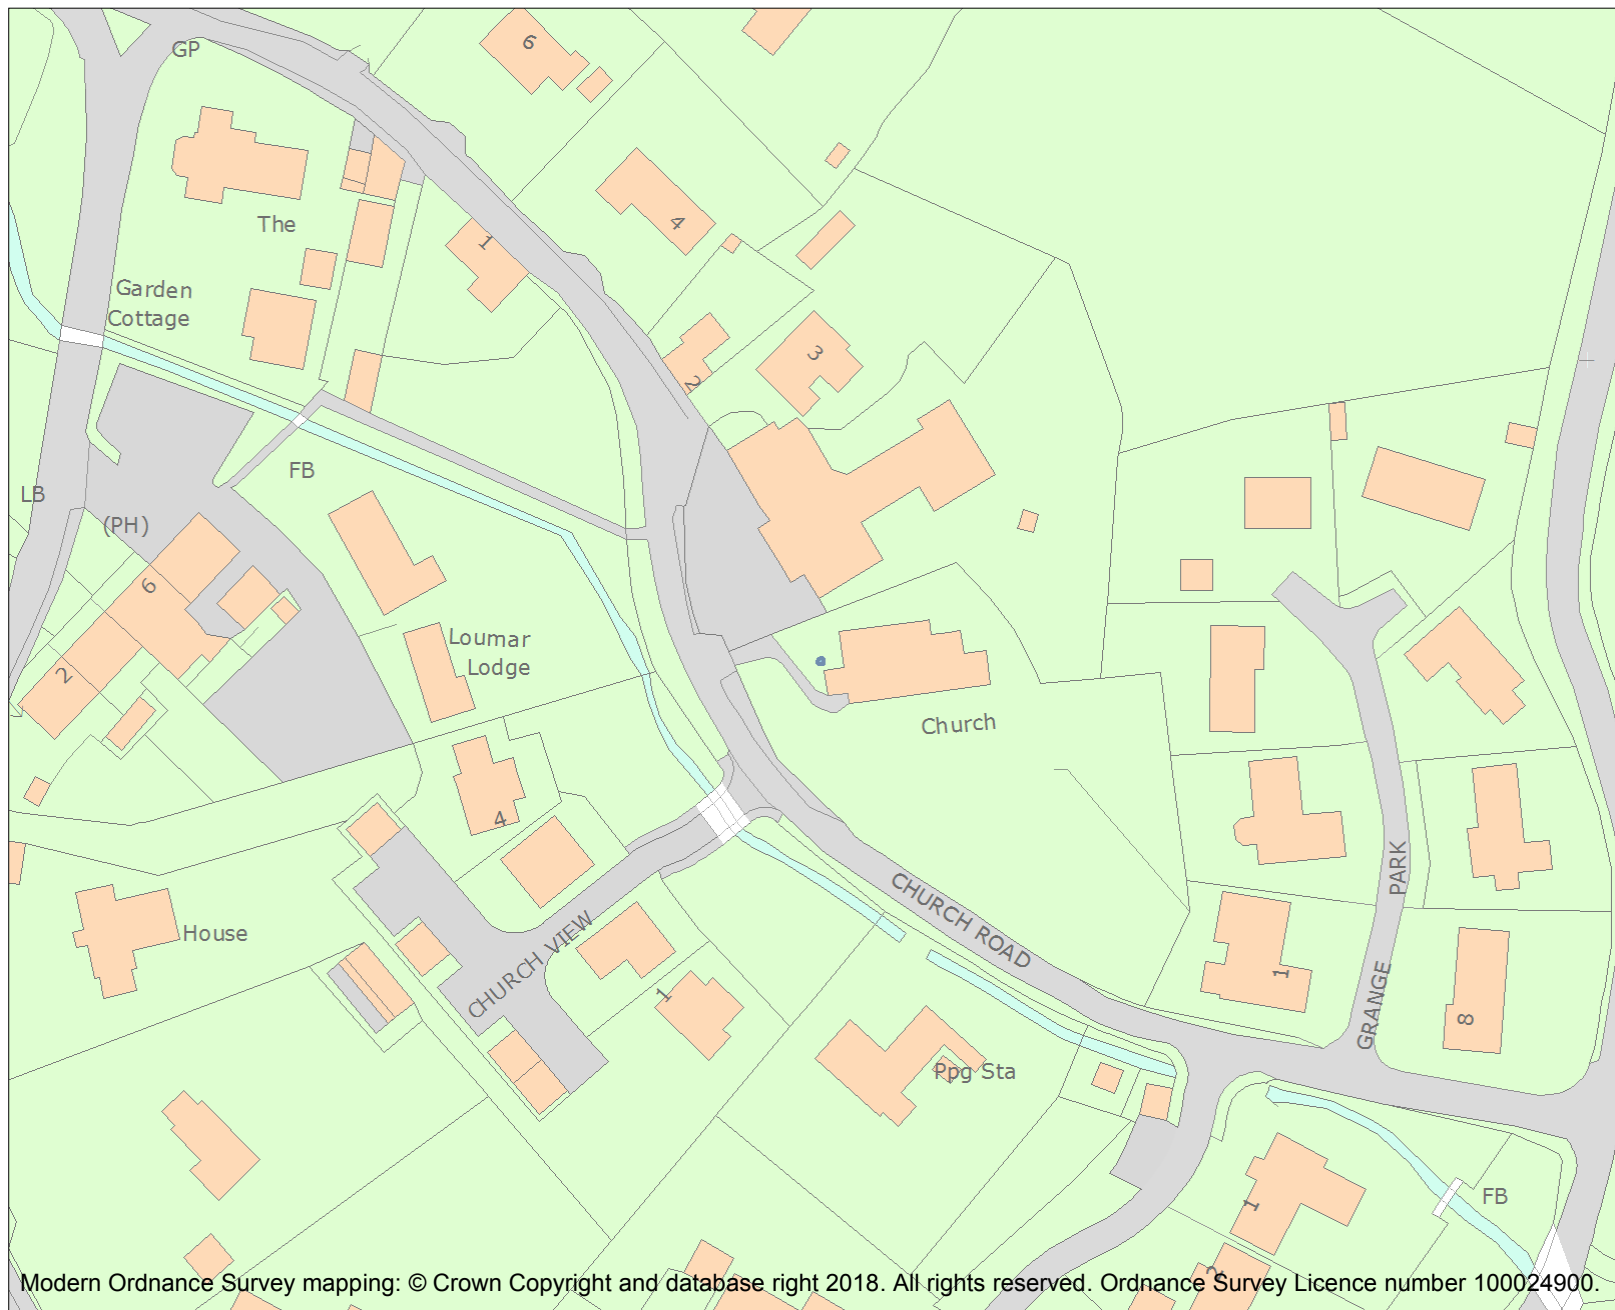 GP
6
4
The
1
Garden
Cottage
3
2
FB
LB
(PH)
6
Loumar
Lodge
2
Church
4
CHURCH ROAD
PARK
House
CHURCH VIEW
1
1
GRANGE
8
Ppg Sta
FB
1
2
Modern Ordnance Survey mapping: © Crown Copyright and database right 2018. All rights reserved. Ordnance Survey Licence number 100024900.